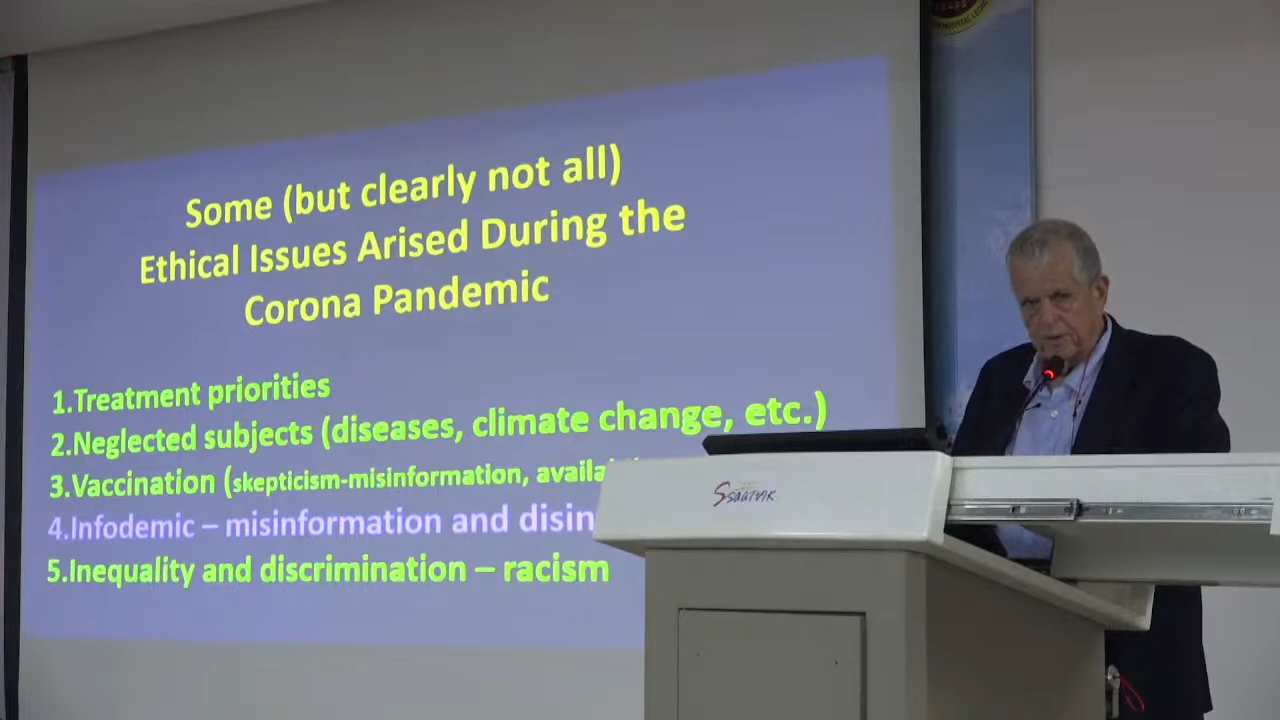 Some (but clearly not all)
Ethical Issues Arised During the
Corona Pandemic
1.Treatment priorities
2.Neglected subjects (diseases, climate change, etc.)
3.Vaccination (skepticism-misinformation,
4.Infodemic – misinformation and
5.Inequality and discrimination – racism
SAATVIK